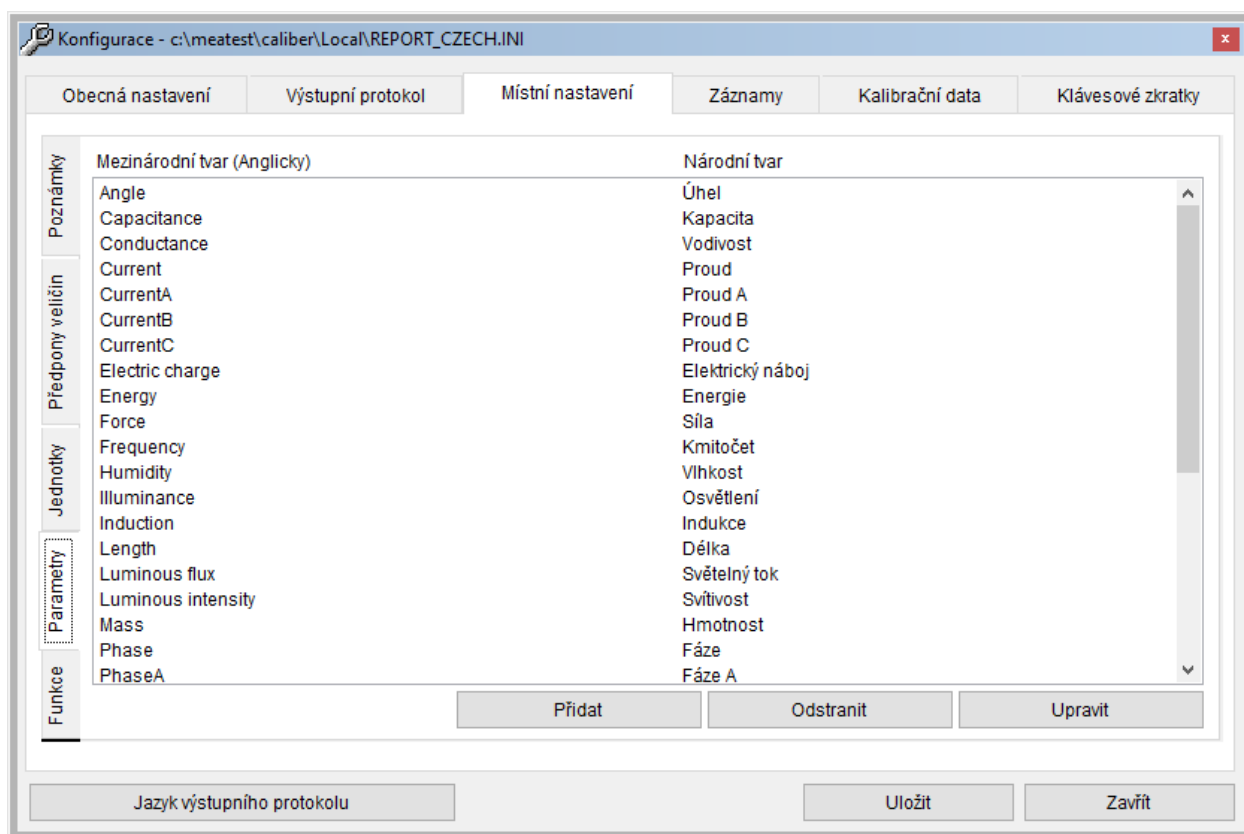 Konfigurace - c:\meatest\caliber\Local\REPORT_CZECH.INI
x
Obecná nastavení Výstupní protokol Místní nastavení Záznamy Kalibrační data Klávesové zkratky
Poznámky
Předpony veličin
Jednotky
Parametry
Funkce
Mezinárodní tvar (Anglicky) Národní tvar
Angle Úhel
Capacitance Kapacita
Conductance Vodivost
Current Proud
CurrentA Proud A
CurrentB Proud B
CurrentC Proud C
Electric charge Elektrický náboj
Energy Energie
Force Síla
Frequency Kmitočet
Humidity Vlhkost
Illuminance Osvětlení
Induction Indukce
Length Délka
Luminous flux Světelný tok
Luminous intensity Svítivost
Mass Hmotnost
Phase Fáze
PhaseA Fáze A
Přidat Odstranit Upravit
Jazyk výstupního protokolu Uložit Zavřít